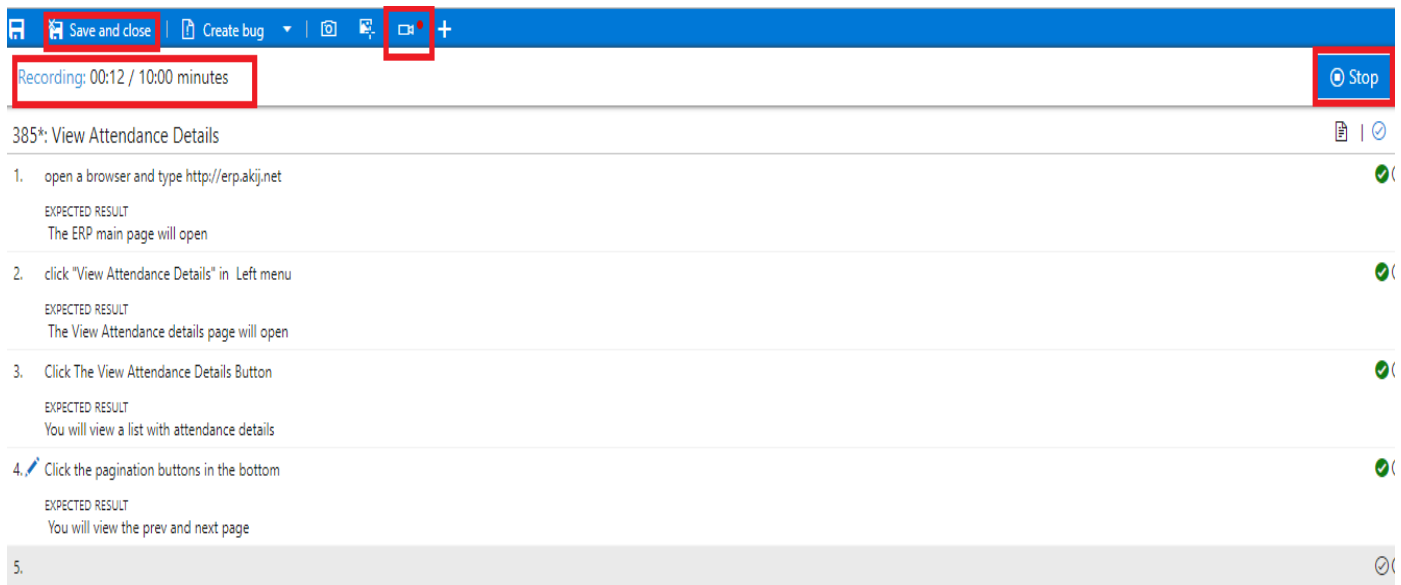 Save and close | Create bug |
Recording: 00:12 / 10:00 minutes
Stop
385*: View Attendance Details
1. open a browser and type http://erp.akij.net
EXPECTED RESULT
The ERP main page will open
2. click "View Attendance Details" in Left menu
EXPECTED RESULT
The View Attendance details page will open
3. Click The View Attendance Details Button
EXPECTED RESULT
You will view a list with attendance details
4. Click the pagination buttons in the bottom
EXPECTED RESULT
You will view the prev and next page
5.